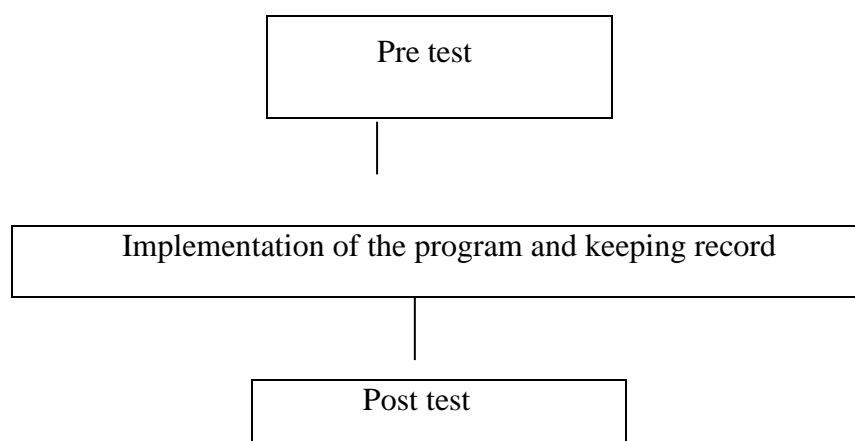 Pre test
Implementation of the program and keeping record
Post test